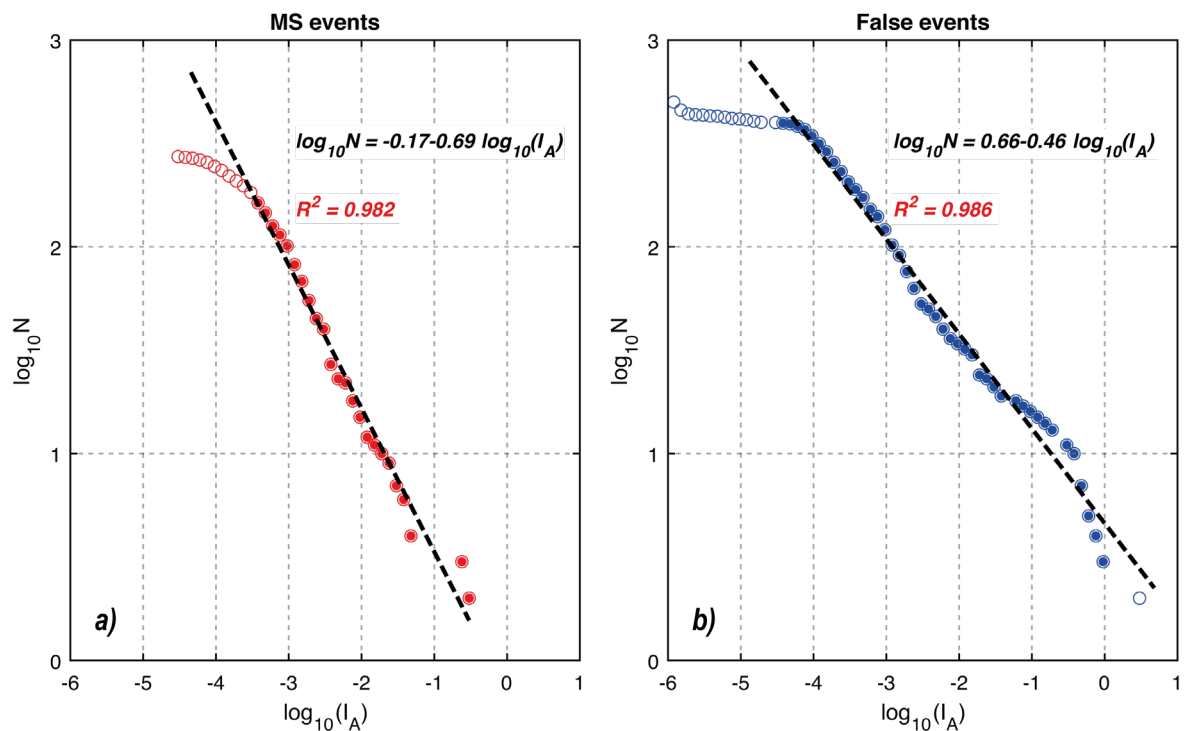 MS events
3
2
1
0
log10N
log10N = -0.17-0.69 log10(IA)
R2 = 0.982
a)
-6 -5 -4 -3 -2 -1 0 1
log10(IA)
False events
3
2
1
0
log10N
log10N = 0.66-0.46 log10(IA)
R2 = 0.986
b)
-6 -5 -4 -3 -2 -1 0 1
log10(IA)